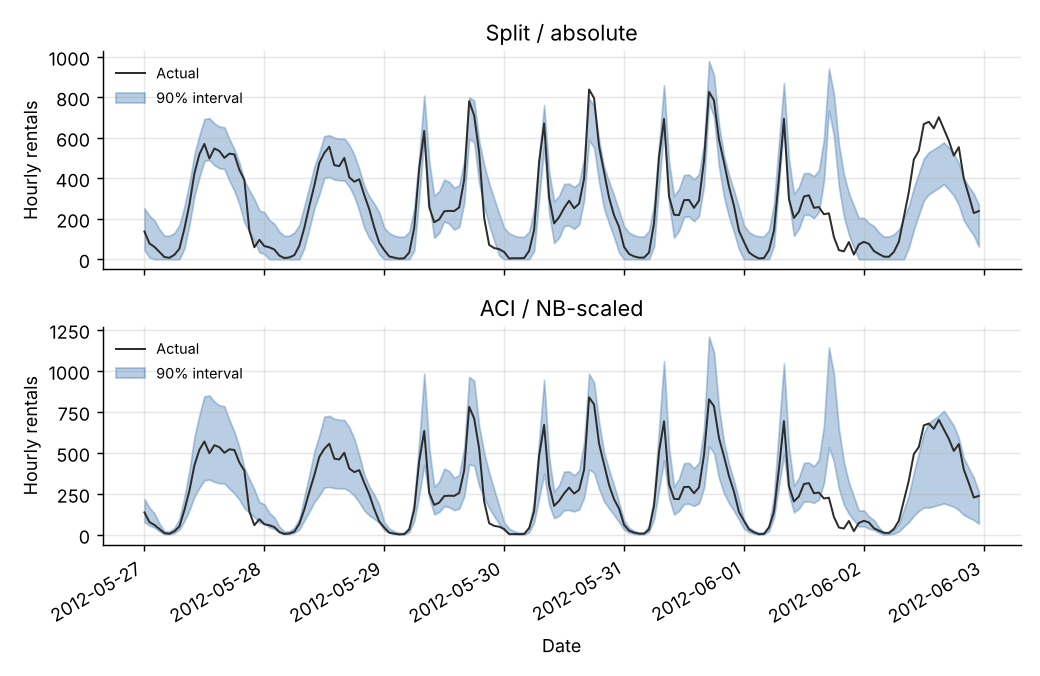 Split / absolute
1000
800
600
400
200
0
Hourly rentals
Actual
90% interval
ACI / NB-scaled
1250
1000
750
500
250
0
Hourly rentals
Actual
90% interval
2012-05-27
2012-05-28
2012-05-29
2012-05-30
2012-05-31
2012-06-01
2012-06-02
2012-06-03
Date